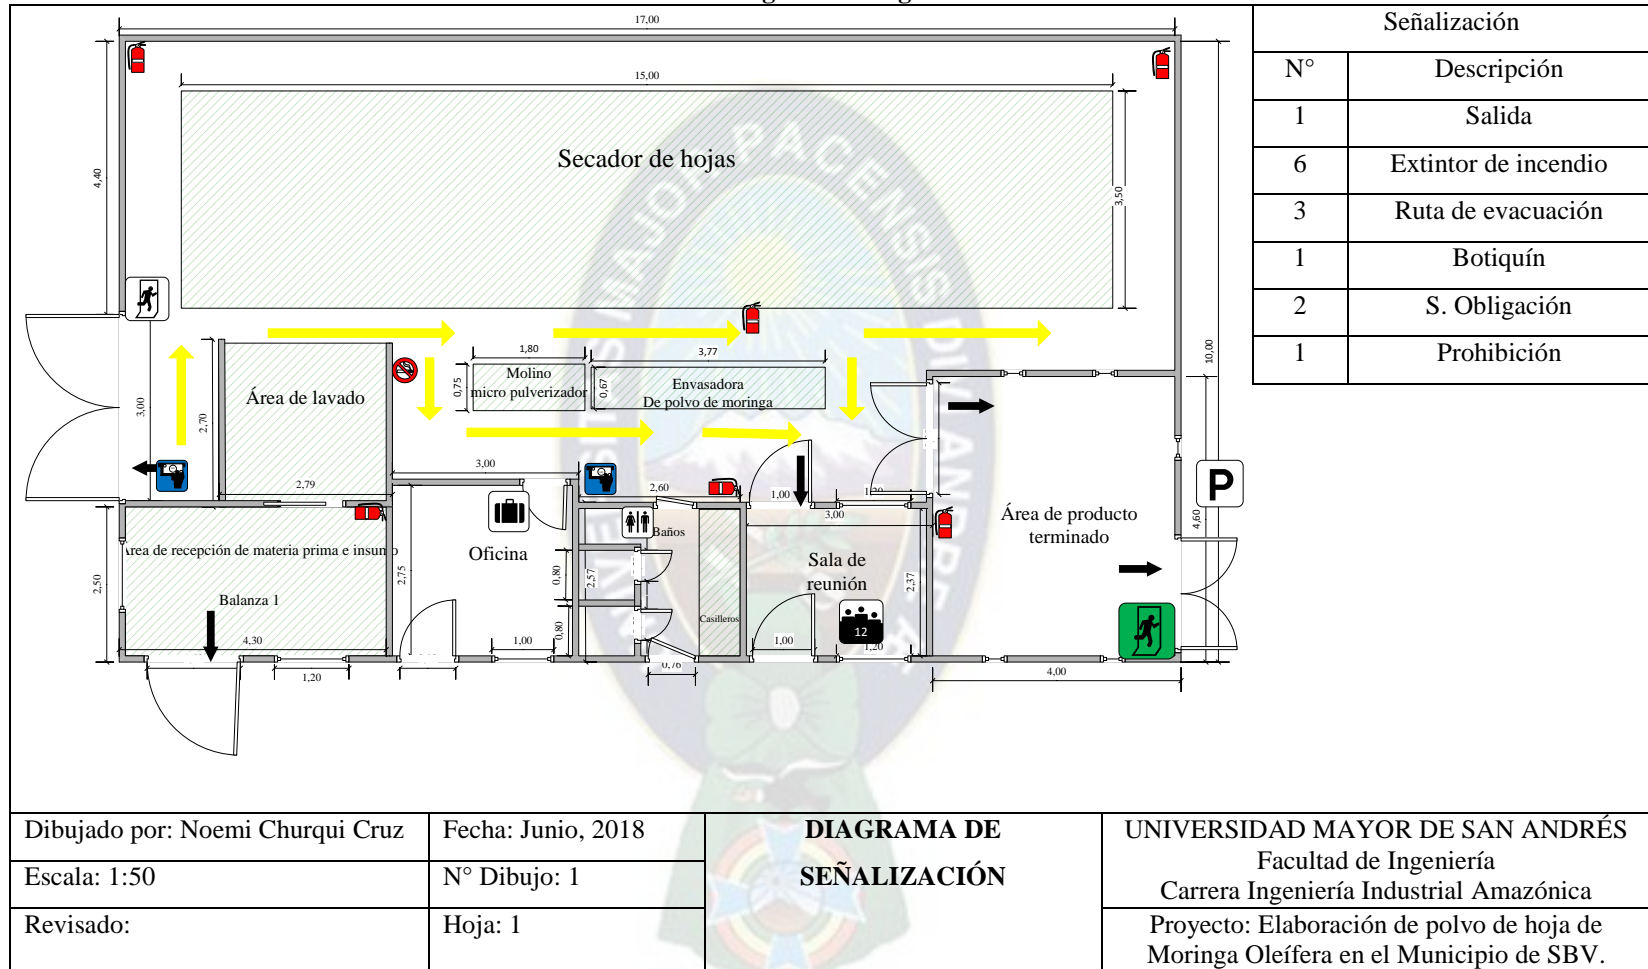 17,00
15,00
4,40
3,50
Secador de hojas
10,00
3,00
2,70
Área de lavado
2,79
1,80
0,75
Molino
micro pulverizador
3,77
0,67
Envasadora
De polvo de moringa
3,00
2,60
1,00
1,20
3,00
P
4,60
Área de producto
terminado
Área de recepción de materia prima e insumo
2,50
Balanza 1
4,30
1,20
2,75
Oficina
0,80
0,80
1,00
2,57
Baños
Casilleros
0,76
Sala de
reunión
2,37
12
1,00
1,20
4,00
Señalización
N° Descripción
1 Salida
6 Extintor de incendio
3 Ruta de evacuación
1 Botiquín
2 S. Obligación
1 Prohibición
Dibujado por: Noemi Churqui Cruz
Fecha: Junio, 2018
Escala: 1:50
N° Dibujo: 1
Revisado:
Hoja: 1
DIAGRAMA DE
SEÑALIZACIÓN
UNIVERSIDAD MAYOR DE SAN ANDRÉS
Facultad de Ingeniería
Carrera Ingeniería Industrial Amazónica
Proyecto: Elaboración de polvo de hoja de
Moringa Oleífera en el Municipio de SBV.